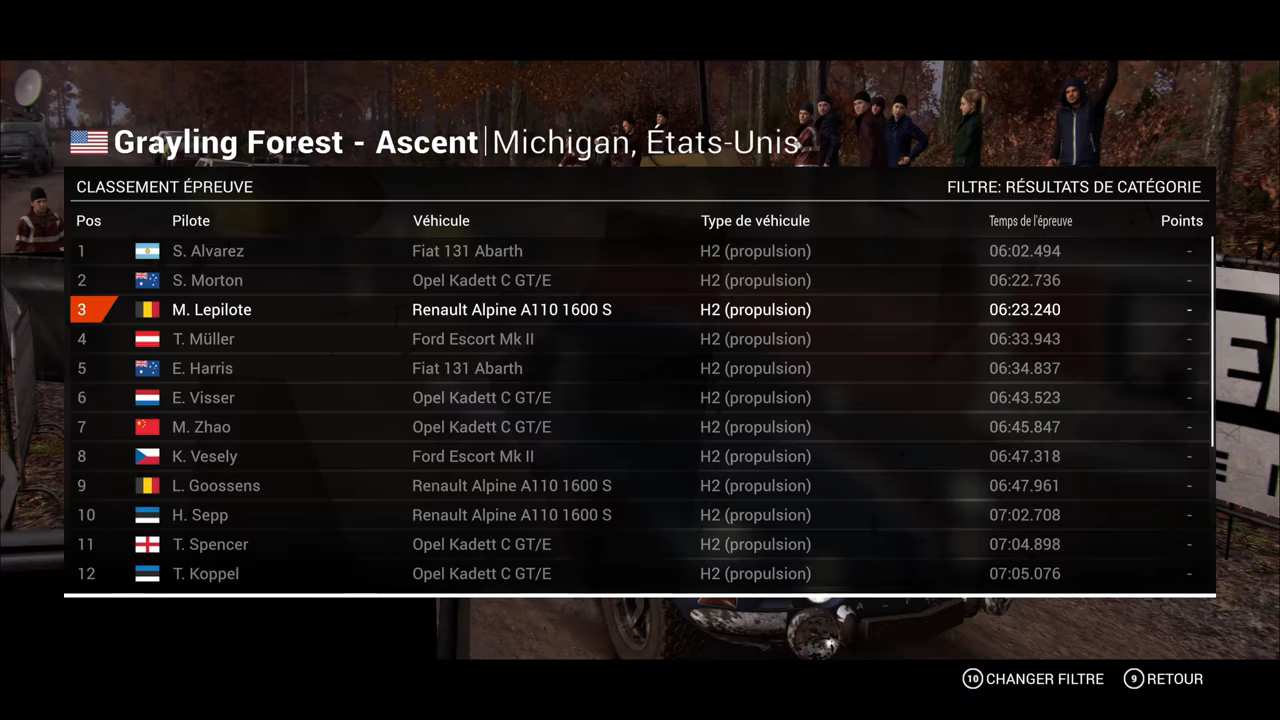 Grayling Forest - Ascent | Michigan, États-Unis
CLASSEMENT ÉPREUVE FILTRE: RÉSULTATS DE CATÉGORIE
Pos Pilote Véhicule Type de véhicule Temps de l'épreuve Points
1 S. Alvarez Fiat 131 Abarth H2 (propulsion) 06:02.494 -
2 S. Morton Opel Kadett C GT/E H2 (propulsion) 06:22.736 -
3 M. Lepilote Renault Alpine A110 1600 S H2 (propulsion) 06:23.240 -
4 T. Müller Ford Escort Mk II H2 (propulsion) 06:33.943 -
5 E. Harris Fiat 131 Abarth H2 (propulsion) 06:34.837 -
6 E. Visser Opel Kadett C GT/E H2 (propulsion) 06:43.523 -
7 M. Zhao Opel Kadett C GT/E H2 (propulsion) 06:45.847 -
8 K. Vesely Ford Escort Mk II H2 (propulsion) 06:47.318 -
9 L. Goossens Renault Alpine A110 1600 S H2 (propulsion) 06:47.961 -
10 H. Sepp Renault Alpine A110 1600 S H2 (propulsion) 07:02.708 -
11 T. Spencer Opel Kadett C GT/E H2 (propulsion) 07:04.898 -
12 T. Koppel Opel Kadett C GT/E H2 (propulsion) 07:05.076 -
10 CHANGER FILTRE 9 RETOUR